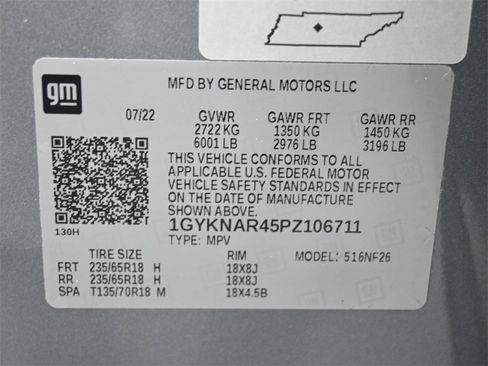 gm
MFD BY GENERAL MOTORS LLC
07/22 GVWR GAWR FRT GAWR RR
2722 KG 1350 KG 1450 KG
6001 LB 2976 LB 3196 LB
THIS VEHICLE CONFORMS TO ALL
APPLICABLE U.S. FEDERAL MOTOR
VEHICLE SAFETY STANDARDS IN EFFECT
ON THE DATE OF MANUFACTURE
SHOWN ABOVE.
130H
1GYKNAR45PZ106711
TYPE: MPV
TIRE SIZE RIM MODEL: 516NF26
FRT 235/65R18 H 18X8J
RR 235/65R18 H 18X8J
SPA T135/70R18 M 18X4.5B